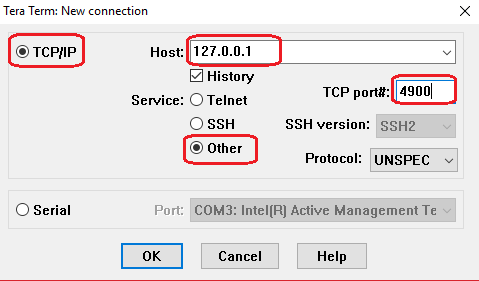 Tera Term: New connection
TCP/IP
Host: 127.0.0.1
History
Service: Telnet
TCP port#: 4900
SSH
SSH version: SSH2
Other
Protocol: UNSPEC
Serial
Port: COM3: Intel(R) Active Management Te
OK
Cancel
Help